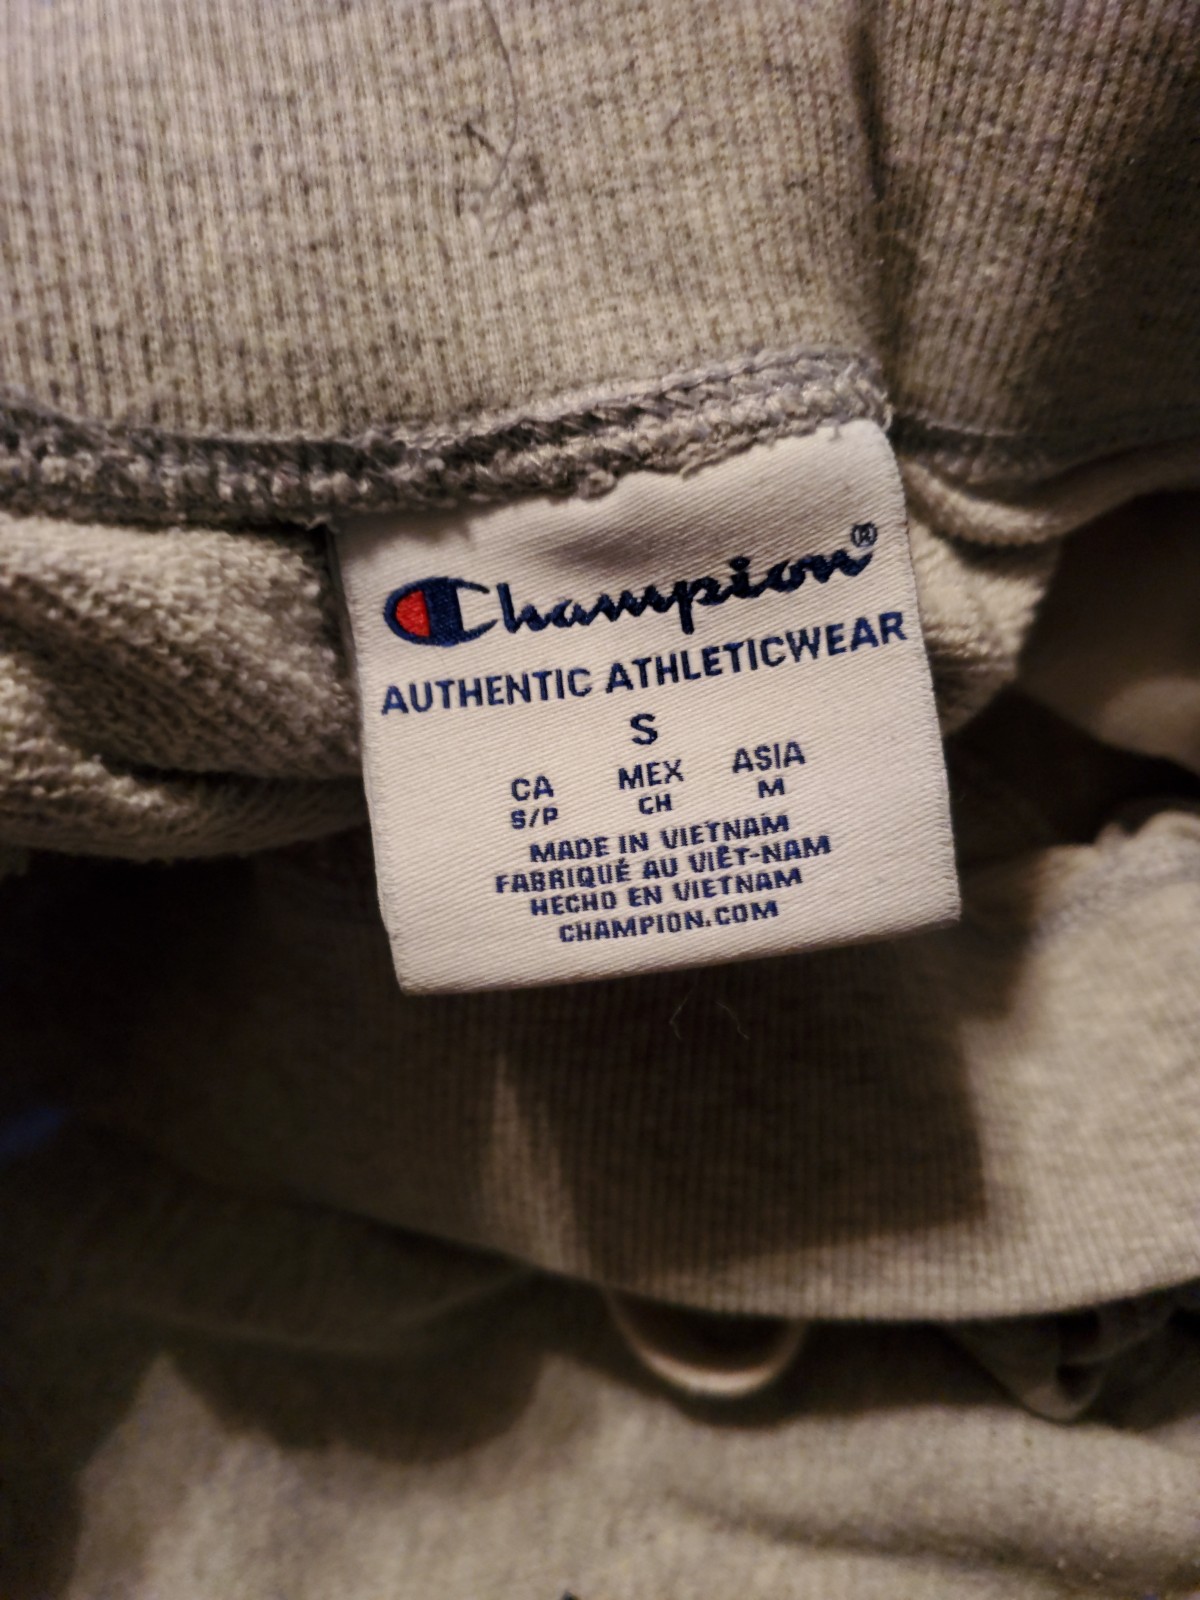 Champion®
AUTHENTIC ATHLETICWEAR
S
CA MEX ASIA
S/P CH M
MADE IN VIETNAM
FABRIQUÉ AU VIÊT-NAM
HECHO EN VIETNAM
CHAMPION.COM